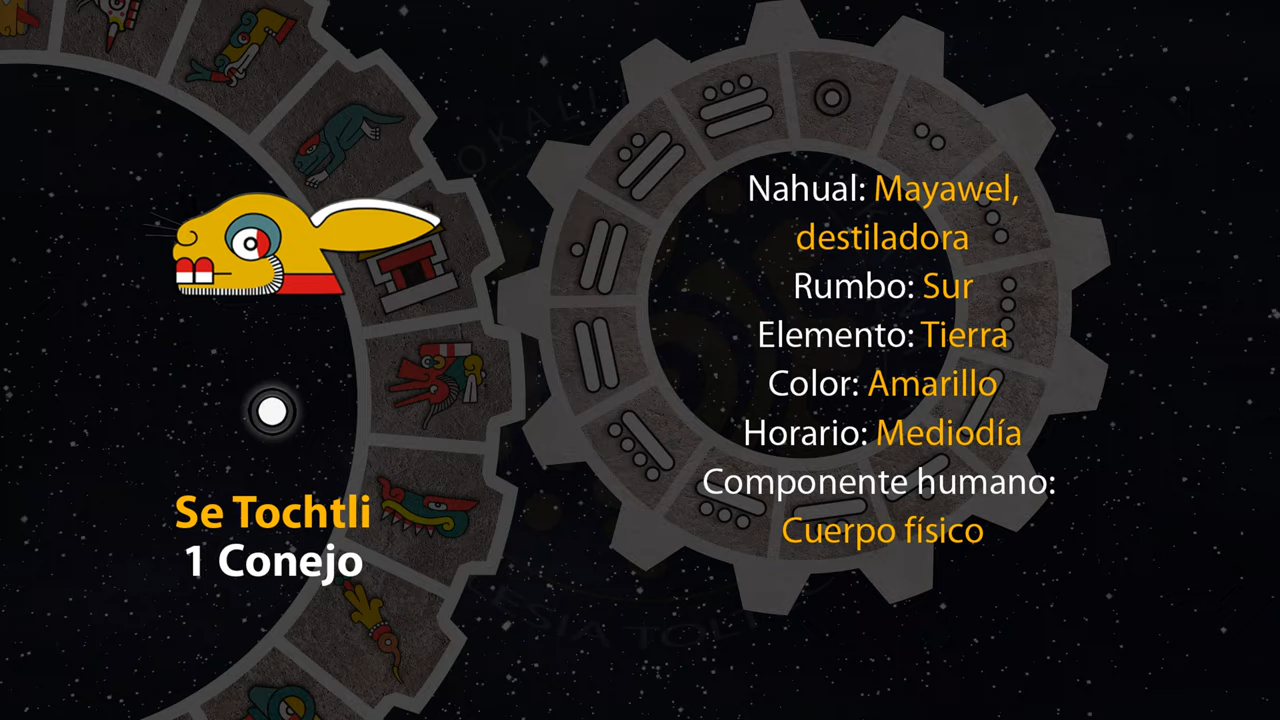 Se Tochtli
1 Conejo
Nahual: Mayawel,
destiladora
Rumbo: Sur
Elemento: Tierra
Color: Amarillo
Horario: Mediodía
Componente humano:
Cuerpo físico